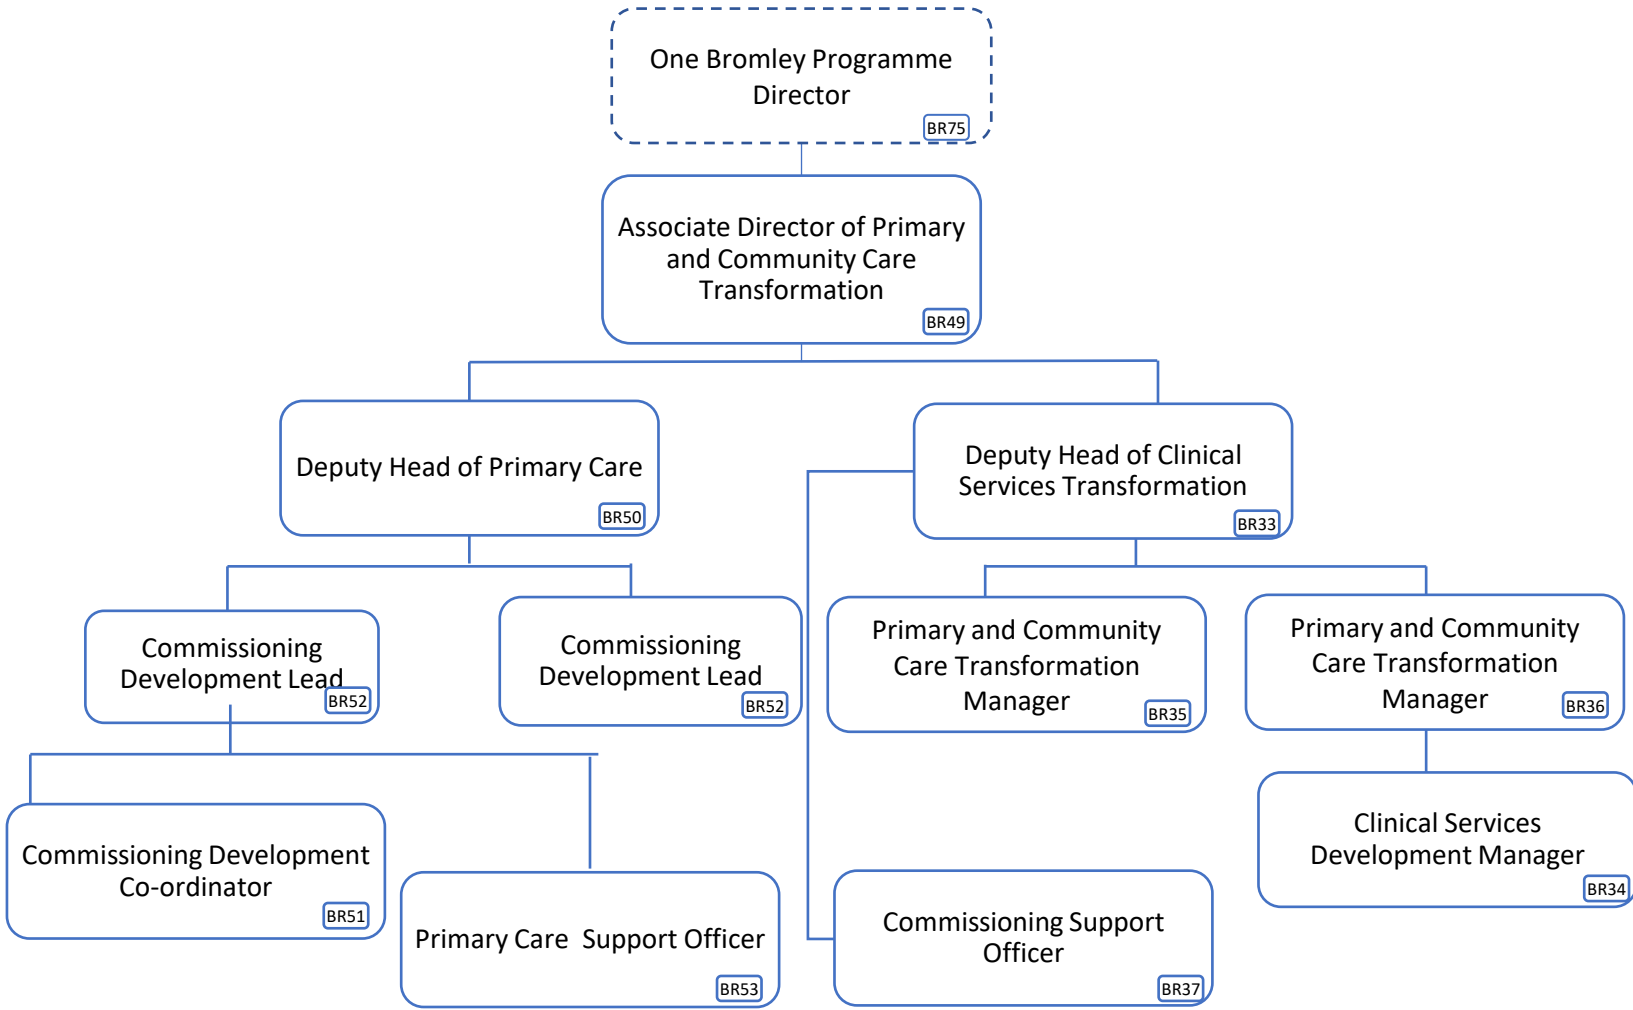 One Bromley Programme
Director
BR75
Associate Director of Primary
and Community Care
Transformation
BR49
Deputy Head of Primary Care
BR50
Deputy Head of Clinical
Services Transformation
BR33
Commissioning
Development Lead
BR52
Commissioning
Development Lead
BR52
Primary and Community
Care Transformation
Manager
BR35
Primary and Community
Care Transformation
Manager
BR36
Commissioning Development
Co-ordinator
BR51
Primary Care Support Officer
BR53
Commissioning Support
Officer
BR37
Clinical Services
Development Manager
BR34